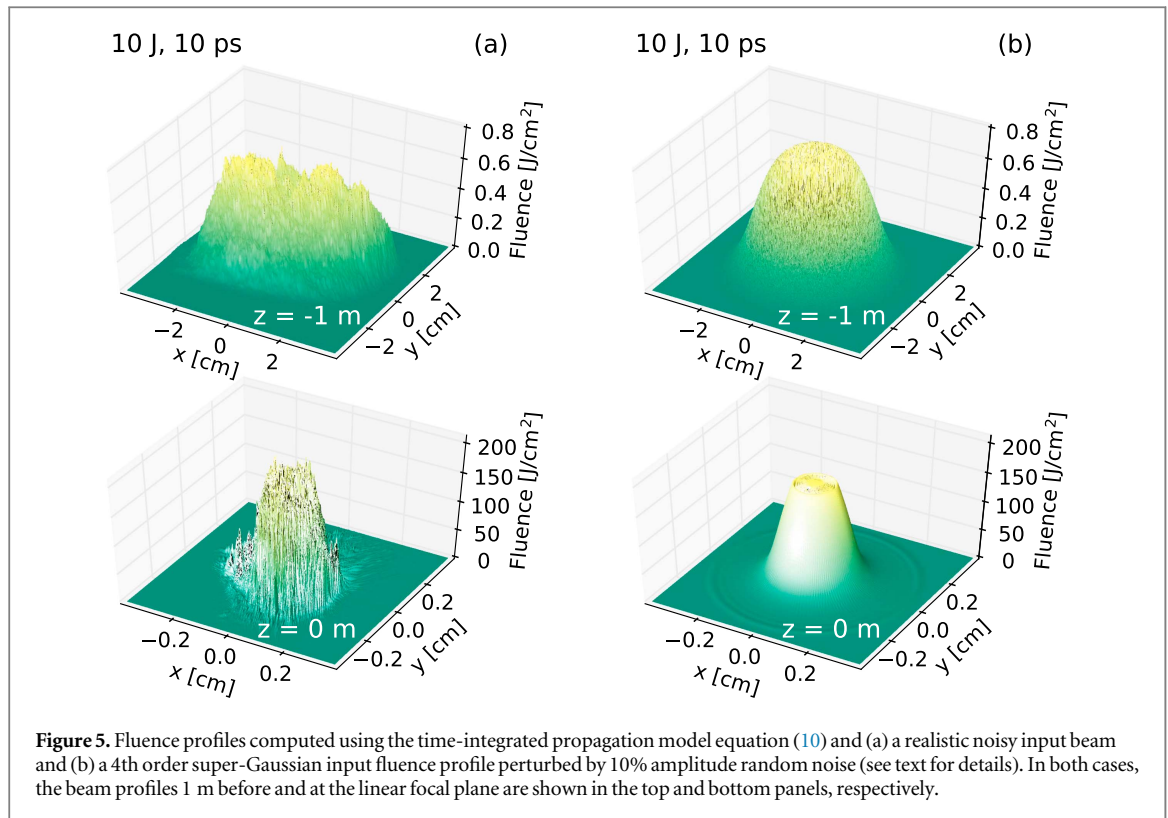 10 J, 10 ps
(a)
0.8
0.6
0.4
0.2
0.0
Fluence [J/cm²]
z = -1 m
−2
0
2
x [cm]
−2
0
2
y [cm]
10 J, 10 ps
(b)
0.8
0.6
0.4
0.2
0.0
Fluence [J/cm²]
z = -1 m
−2
0
2
x [cm]
−2
0
2
y [cm]
200
150
100
50
0
Fluence [J/cm²]
z = 0 m
−0.2
0.0
0.2
x [cm]
−0.2
0.0
0.2
y [cm]
200
150
100
50
0
Fluence [J/cm²]
z = 0 m
−0.2
0.0
0.2
x [cm]
−0.2
0.0
0.2
y [cm]
Figure 5. Fluence profiles computed using the time-integrated propagation model equation (10) and (a) a realistic noisy input beam
and (b) a 4th order super-Gaussian input fluence profile perturbed by 10% amplitude random noise (see text for details). In both cases,
the beam profiles 1 m before and at the linear focal plane are shown in the top and bottom panels, respectively.